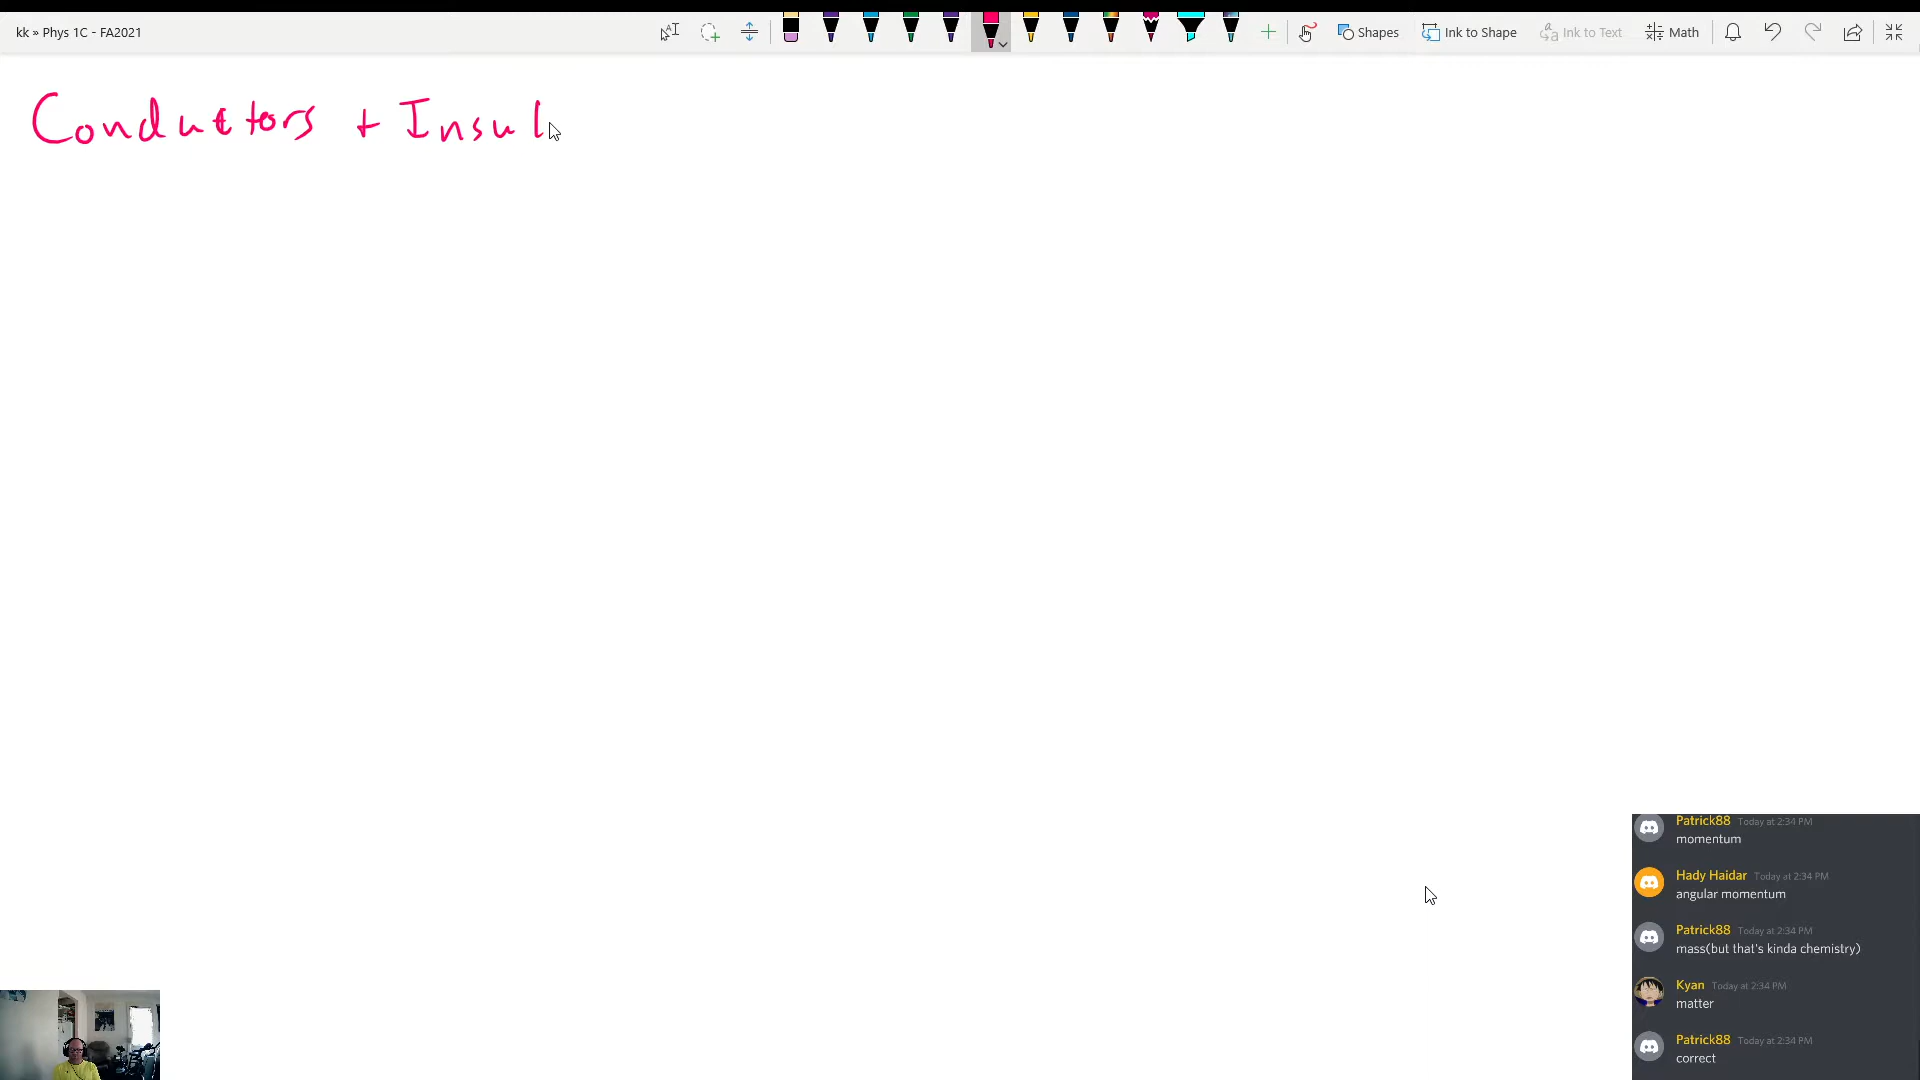 kk » Phys 1C - FA2021
Shapes
Ink to Shape
Ink to Text
Math
Conductors + Insul
Patrick88 Today at 2:34 PM
momentum
Hady Haidar Today at 2:34 PM
angular momentum
Patrick88 Today at 2:34 PM
mass(but that's kinda chemistry)
Kyan Today at 2:34 PM
matter
Patrick88 Today at 2:34 PM
correct